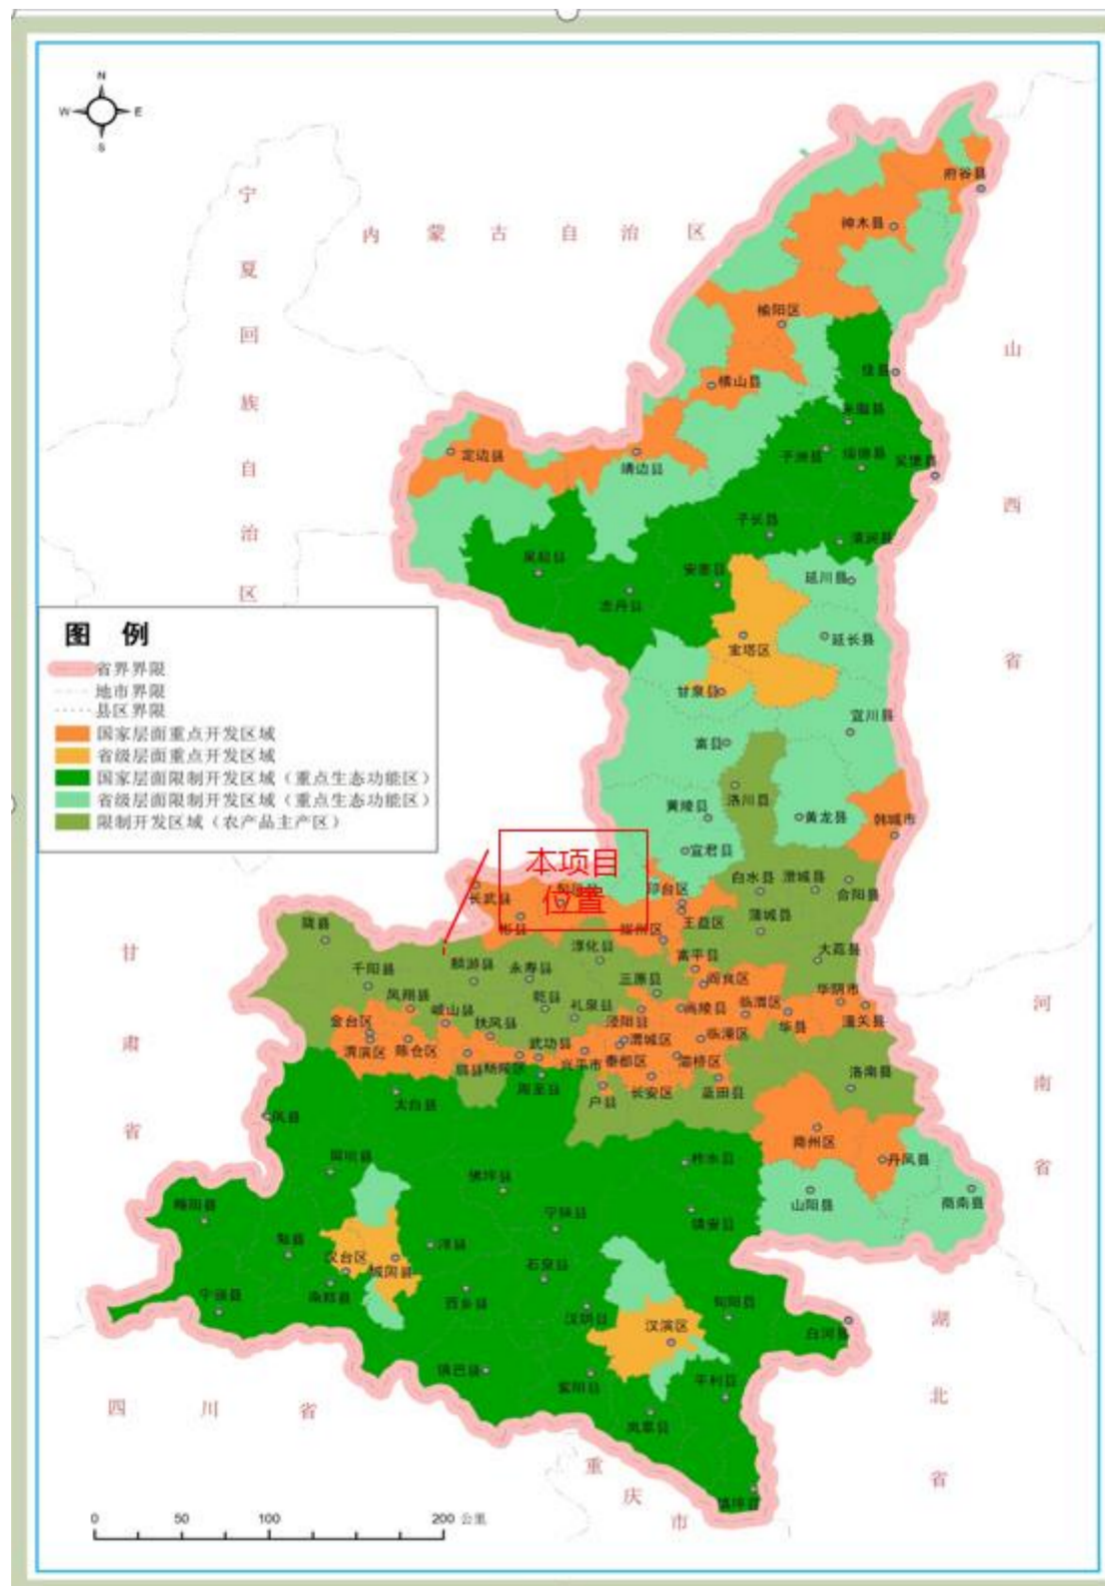 N
W E
S
宁夏回族自治区
内蒙古自治区
山西省
河南省
湖北省
重庆市
四川省
甘肃省
图 例
省界界限
地市界限
县区界限
国家层面重点开发区域
省级层面重点开发区域
国家层面限制开发区域（重点生态功能区）
省级层面限制开发区域（重点生态功能区）
限制开发区域（农产品主产区）
本项目
位置
府谷县
神木县
榆阳区
佳县
横山县
米脂县
定边县
靖边县
子洲县
绥德县
吴堡县
子长县
清涧县
吴起县
安塞县
延川县
志丹县
宝塔区
延长县
甘泉县
宜川县
富县
洛川县
黄陵县
黄龙县
韩城市
宜君县
长武县
印台区
白水县
澄城县
合阳县
彬县
王益区
蒲城县
耀州区
陇县
淳化县
富平县
大荔县
千阳县
麟游县
永寿县
三原县
阎良区
凤翔县
岐山县
乾县
礼泉县
高陵县
临渭区
华阴市
金台区
扶风县
泾阳县
华县
潼关县
渭滨区
陈仓区
武功县
渭城区
临潼区
眉县
杨陵区
兴平市
秦都区
灞桥区
洛南县
太白县
周至县
户县
长安区
蓝田县
凤县
商州区
丹凤县
留坝县
佛坪县
柞水县
山阳县
商南县
略阳县
宁陕县
镇安县
勉县
汉台区
城固县
洋县
石泉县
宁强县
南郑县
西乡县
汉阴县
旬阳县
汉滨区
白河县
镇巴县
紫阳县
平利县
岚皋县
镇坪县
0 50 100 200 公里